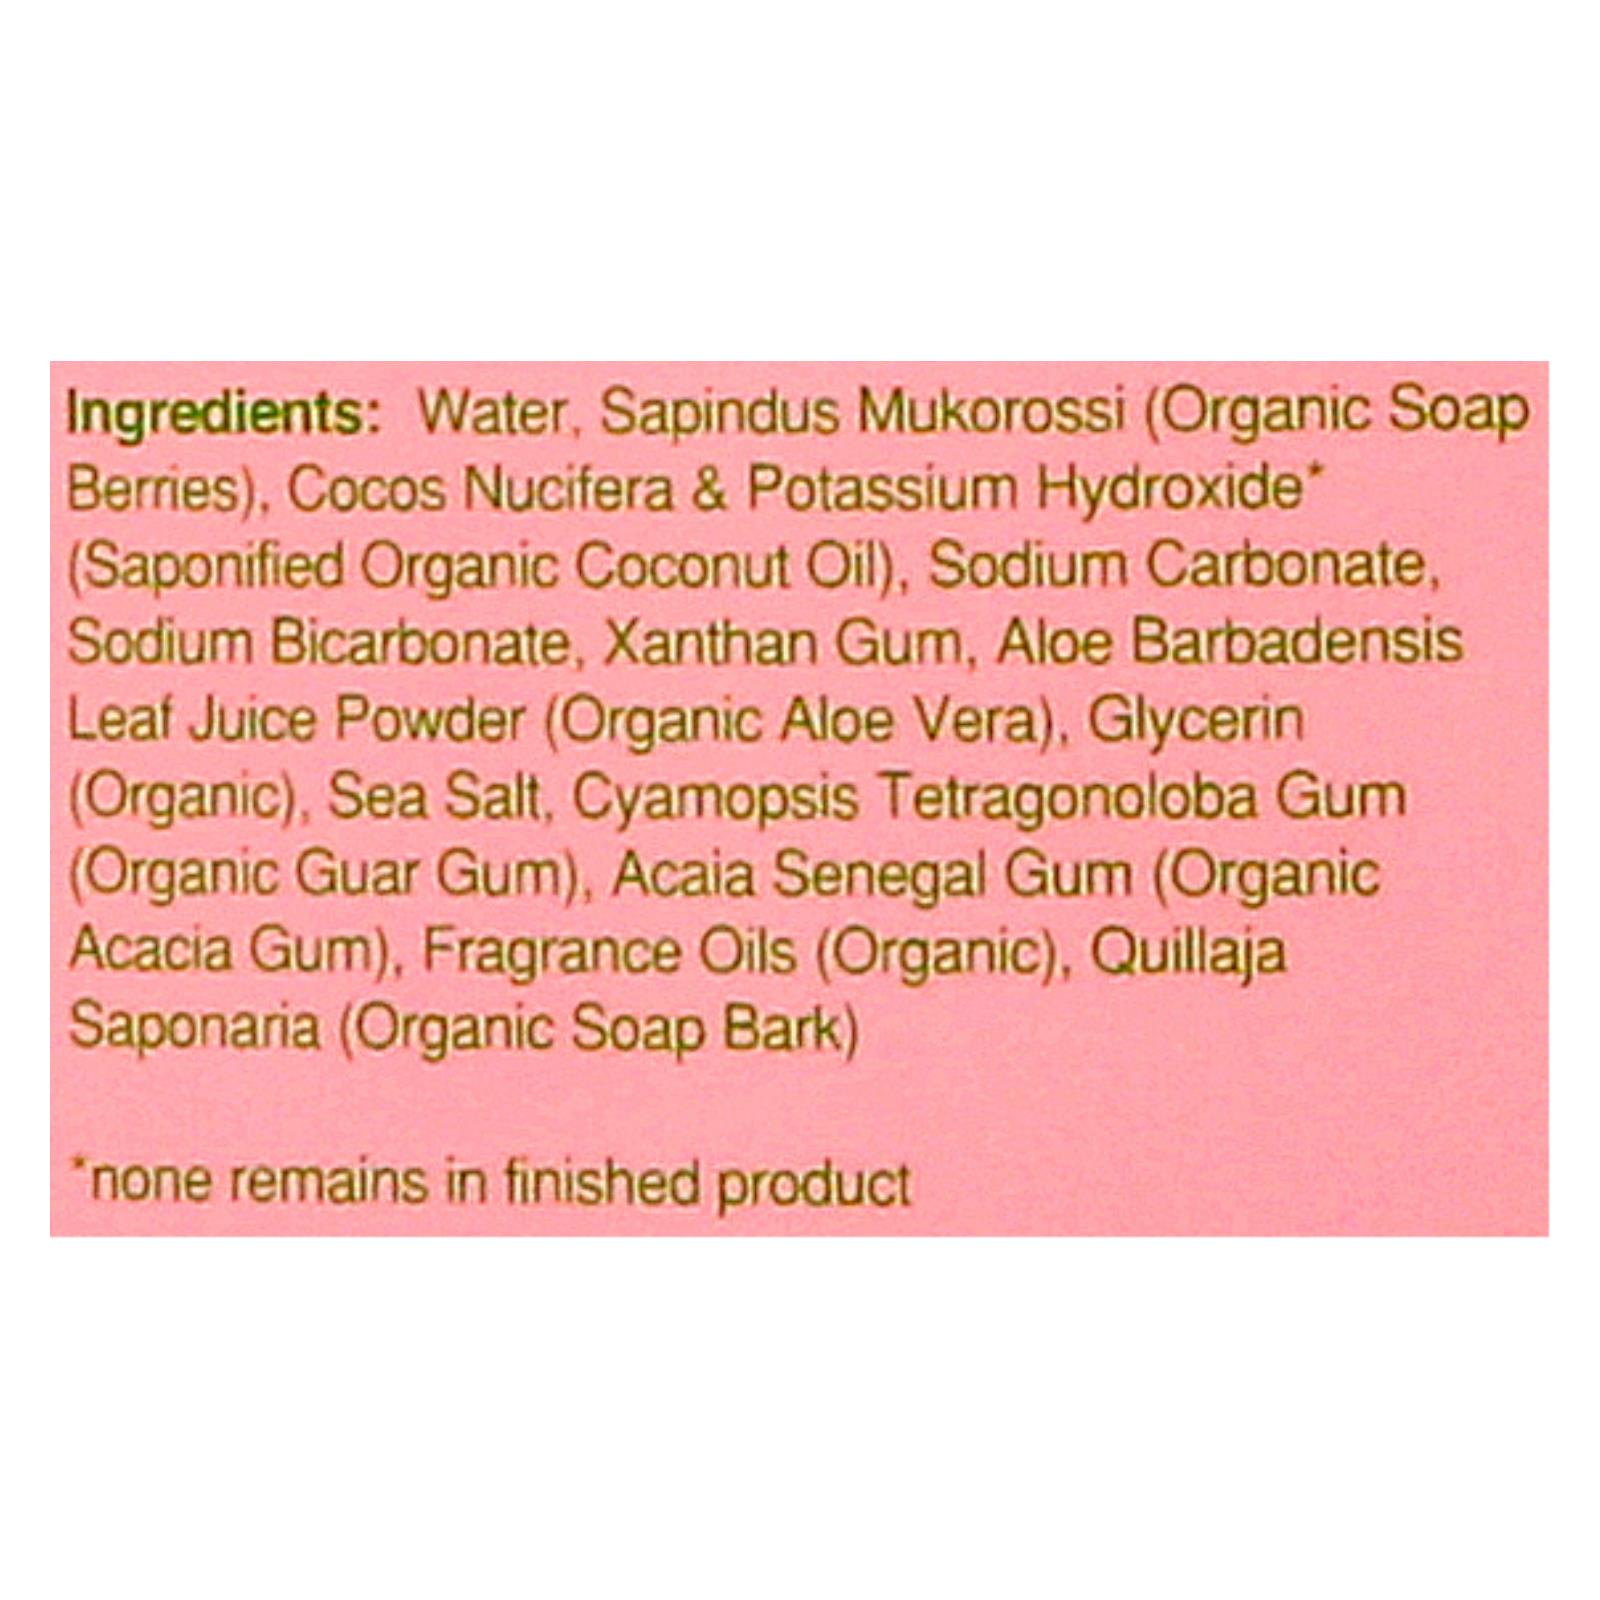 Ingredients: Water, Sapindus Mukorossi (Organic Soap
Berries), Cocos Nucifera & Potassium Hydroxide*
(Saponified Organic Coconut Oil), Sodium Carbonate,
Sodium Bicarbonate, Xanthan Gum, Aloe Barbadensis
Leaf Juice Powder (Organic Aloe Vera), Glycerin
(Organic), Sea Salt, Cyamopsis Tetragonoloba Gum
(Organic Guar Gum), Acaia Senegal Gum (Organic
Acacia Gum), Fragrance Oils (Organic), Quillaja
Saponaria (Organic Soap Bark)
*none remains in finished product